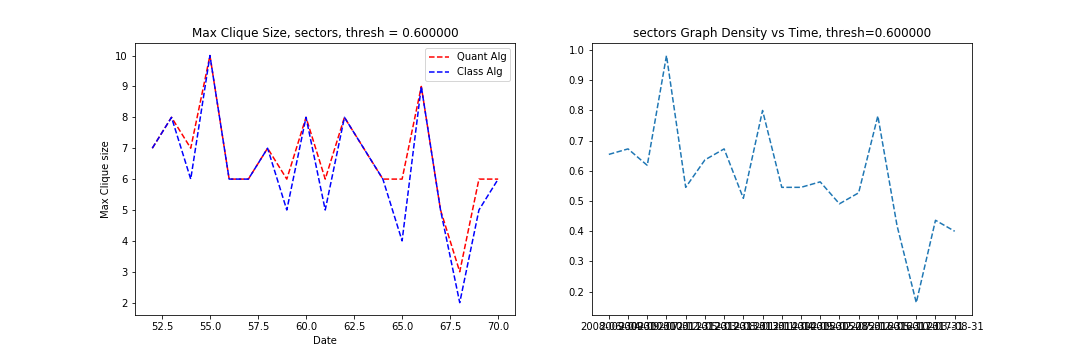 Max Clique Size, sectors, thresh = 0.600000
Quant Alg
Class Alg
10
9
8
7
6
5
4
3
2
Max Clique size
52.5 55.0 57.5 60.0 62.5 65.0 67.5 70.0
Date
sectors Graph Density vs Time, thresh=0.600000
1.0
0.9
0.8
0.7
0.6
0.5
0.4
0.3
0.2